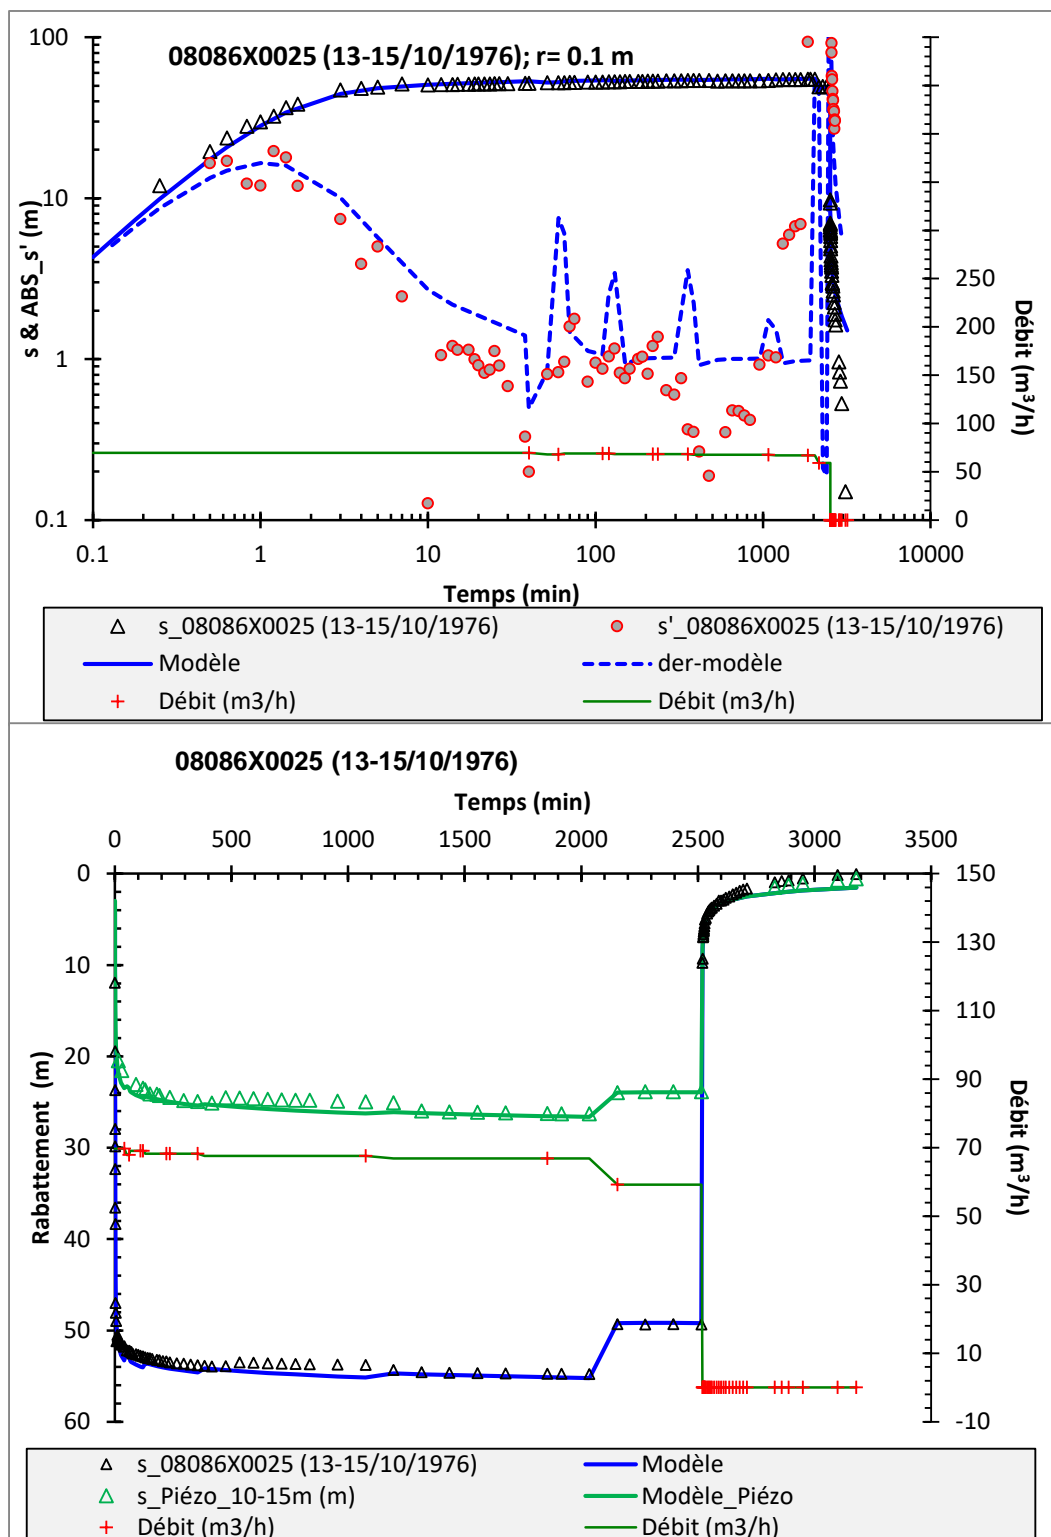 08086X0025 (13-15/10/1976); r= 0.1 m
100
10
1
0.1
s & ABS_s' (m)
250
200
150
100
50
0
Débit (m³/h)
0.1 1 10 100 1000 10000
Temps (min)
s_08086X0025 (13-15/10/1976) s'_08086X0025 (13-15/10/1976)
Modèle der-modèle
Débit (m3/h) Débit (m3/h)
08086X0025 (13-15/10/1976)
Temps (min)
0 500 1000 1500 2000 2500 3000 3500
0
10
20
30
40
50
60
Rabattement (m)
150
130
110
90
70
50
30
10
-10
Débit (m³/h)
s_08086X0025 (13-15/10/1976) Modèle
s_Piézo_10-15m (m) Modèle_Piézo
Débit (m3/h) Débit (m3/h)